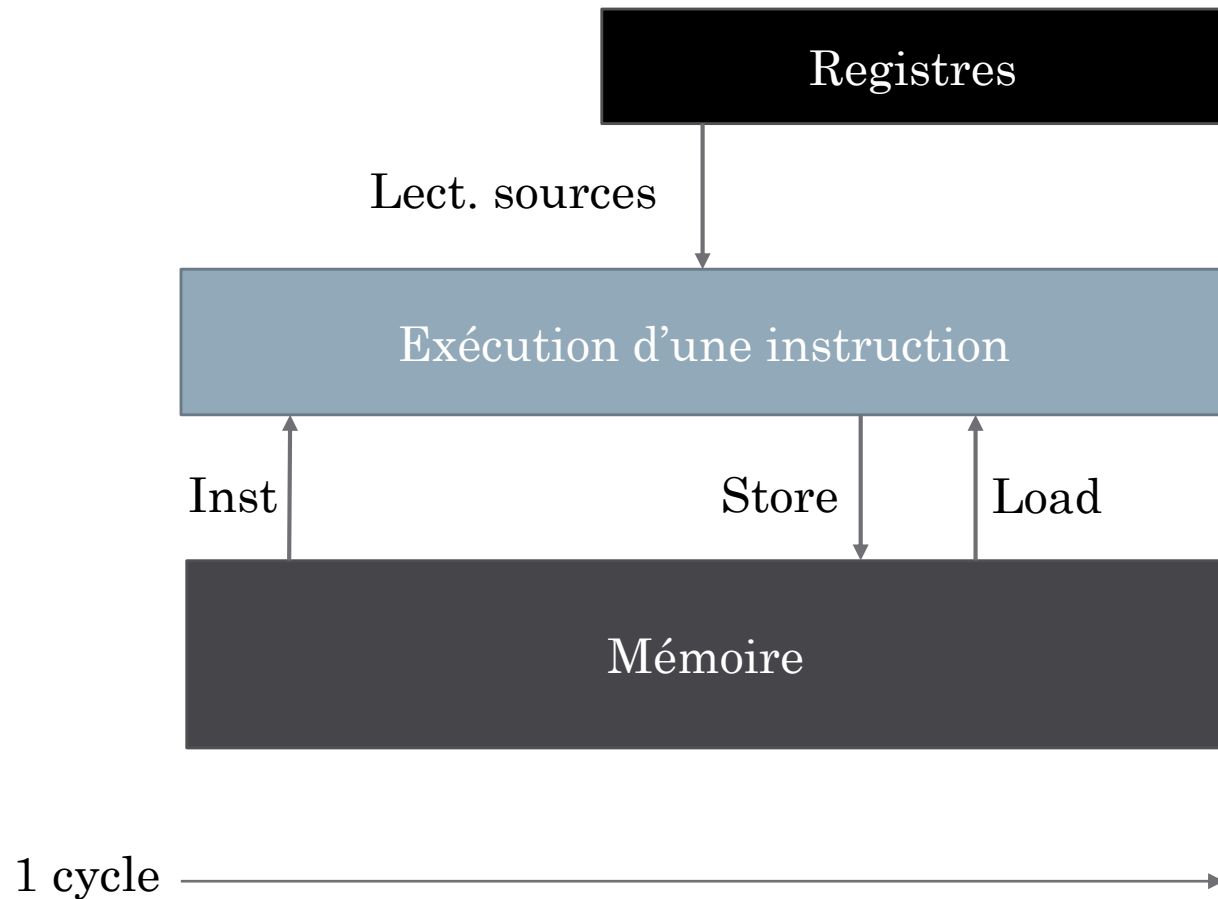 Registres
Lect. sources
Exécution d’une instruction
Inst
Store
Load
Mémoire
1 cycle